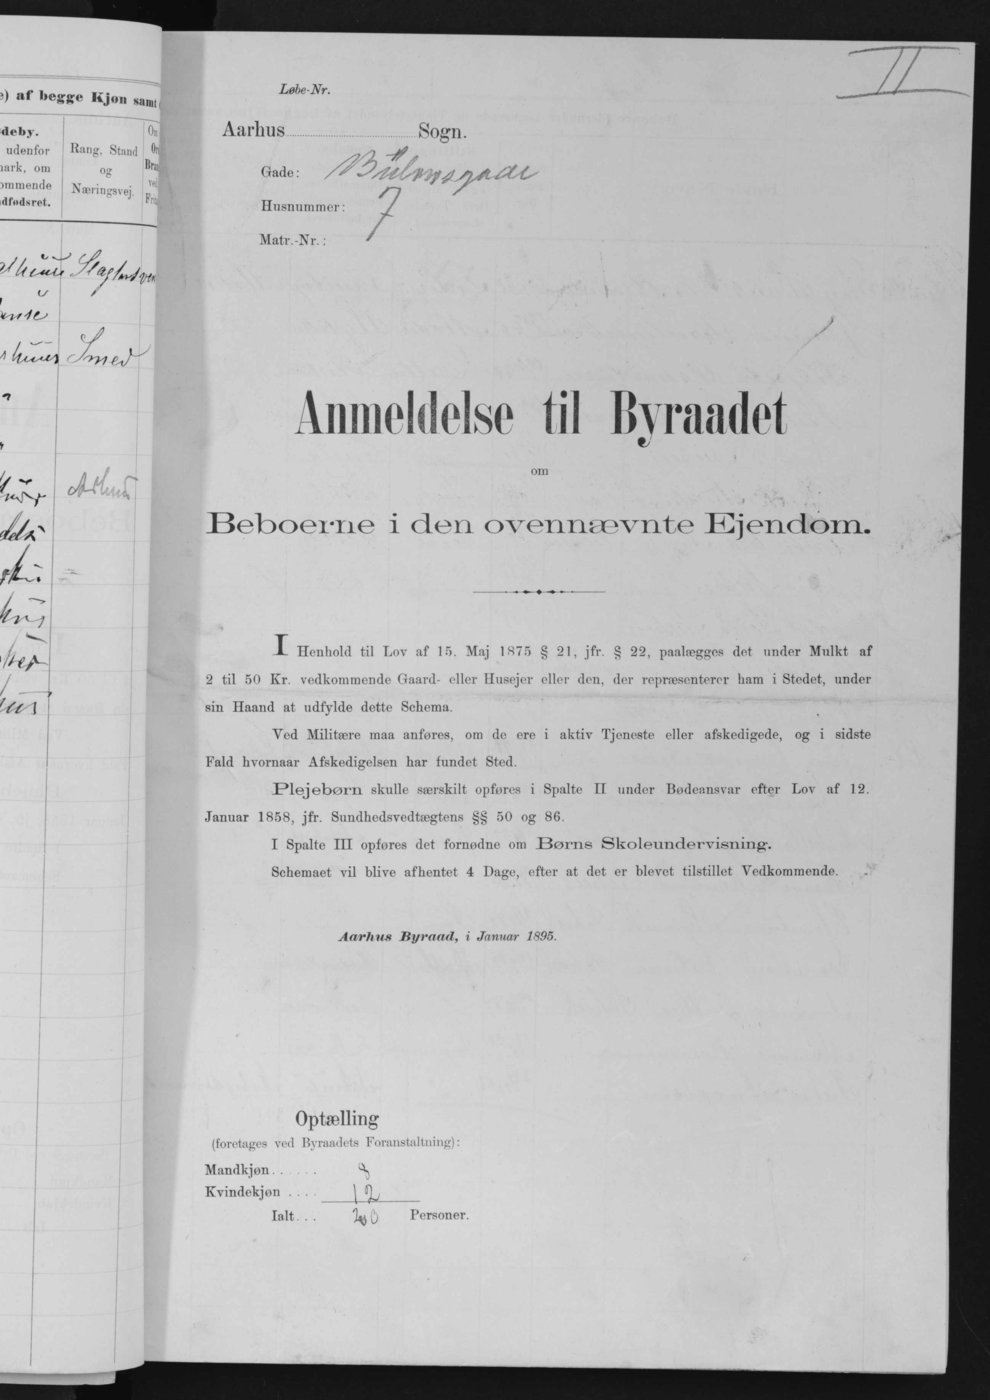 af begge Kjøn samt
deby.
udenfor
ark, om
ommende
dfødsret.
Rang, Stand
og
Næringsvej.
Smed
II
Løbe-Nr.
Aarhus Sogn.
Gade: Bülowsgade
Husnummer: 7
Matr.-Nr.:
Anmeldelse til Byraadet
om
Beboerne i den ovennævnte Ejendom.
I Henhold til Lov af 15. Maj 1875 § 21, jfr. § 22, paalægges det under Mulkt af
2 til 50 Kr. vedkommende Gaard- eller Husejer eller den, der repræsenterer ham i Stedet, under
sin Haand at udfylde dette Schema.
Ved Militære maa anføres, om de ere i aktiv Tjeneste eller afskedigede, og i sidste
Fald hvornaar Afskedigelsen har fundet Sted.
Plejebørn skulle særskilt opføres i Spalte II under Bødeansvar efter Lov af 12.
Januar 1858, jfr. Sundhedsvedtægtens §§ 50 og 86.
I Spalte III opføres det fornødne om Børns Skoleundervisning.
Schemaet vil blive afhentet 4 Dage, efter at det er blevet tilstillet Vedkommende.
Aarhus Byraad, i Januar 1895.
Optælling
(foretages ved Byraadets Foranstaltning):
Mandkjøn...... 8
Kvindekjøn .... 12
Ialt... 20 Personer.